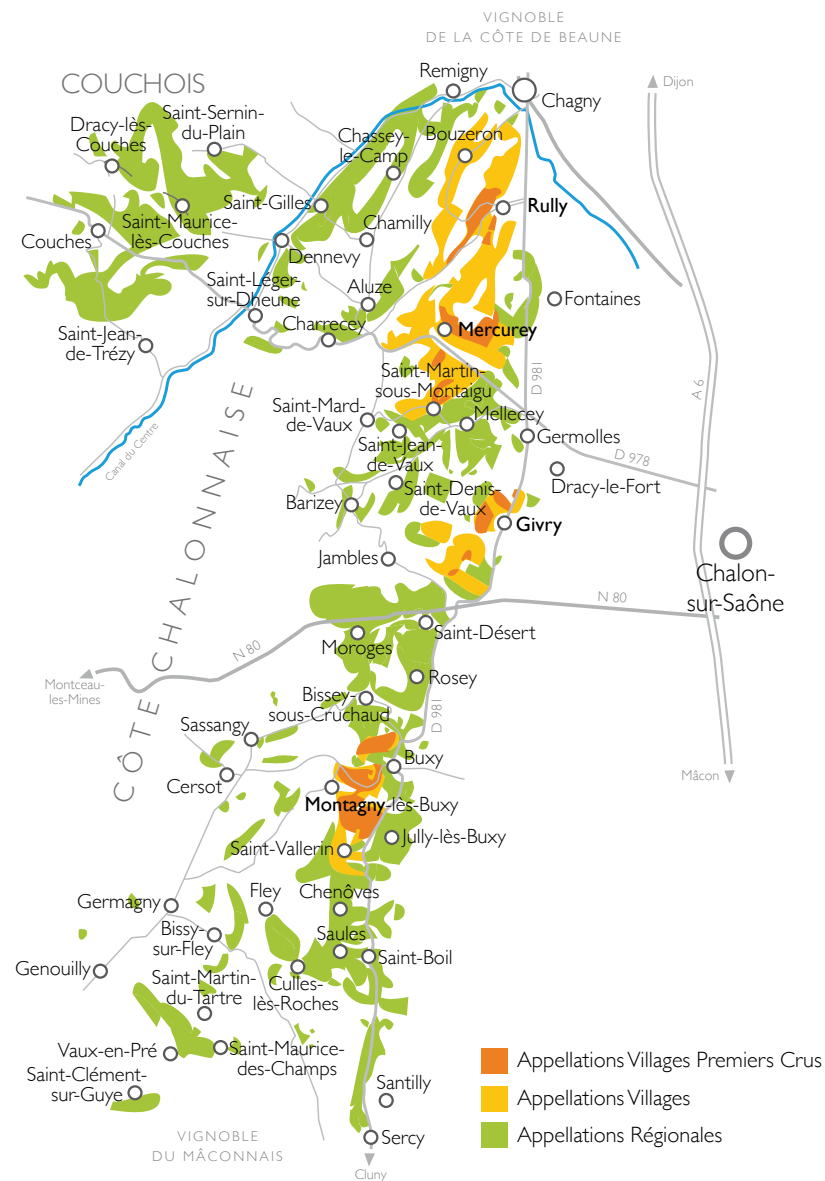 VIGNOBLE
DE LA CÔTE DE BEAUNE
COUCHOIS
Remigny
Chagny
Dijon
Dracy-lès-
Couches
Saint-Sernin-
du-Plain
Chassey-
le-Camp
Bouzeron
Saint-Gilles
Rully
Saint-Maurice-
lès-Couches
Couches
Chamilly
Dennevy
Saint-Léger-
sur-Dheune
Aluze
Fontaines
Charrecey
Mercurey
Saint-Jean-
de-Trézy
Saint-Martin-
sous-Montaigu
D 981
A 6
CÔTE CHALONNAISE
Canal du Centre
Saint-Mard-
de-Vaux
Mellecey
Germolles
Saint-Jean-
de-Vaux
D 978
Dracy-le-Fort
Saint-Denis-
de-Vaux
Barizey
Givry
Jambles
Chalon-
sur-Saône
N 80
Saint-Désert
Moroges
N 80
Montceau-
les-Mines
Rosey
Bissey-
sous-Cruchaud
D 981
Sassangy
Buxy
Cersot
Mâcon
Montagny-lès-Buxy
Jully-lès-Buxy
Saint-Vallerin
Fley
Chenôves
Germagny
Bissy-
sur-Fley
Saules
Saint-Boil
Genouilly
Saint-Martin-
du-Tartre
Culles-
lès-Roches
Vaux-en-Pré
Saint-Maurice-
des-Champs
Saint-Clément-
sur-Guye
Santilly
Sercy
VIGNOBLE
DU MÂCONNAIS
Cluny
Appellations Villages Premiers Crus
Appellations Villages
Appellations Régionales